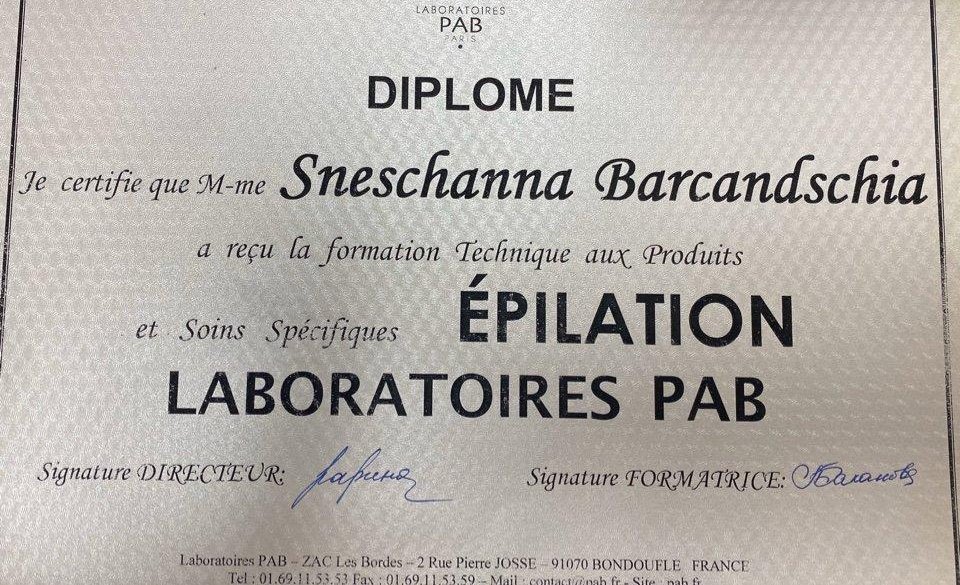 LABORATOIRES
PAB
PARIS
DIPLOME
Je certifie que M-me Sneschanna Barcandschia
a reçu la formation Technique aux Produits
et Soins Spécifiques ÉPILATION
LABORATOIRES PAB
Signature DIRECTEUR:
Signature FORMATRICE:
Laboratoires PAB – ZAC Les Bordes – 2 Rue Pierre JOSSE – 91070 BONDOUFLE FRANCE
Tel : 01.69.11.53.53 Fax : 01.69.11.53.59 – Mail : contact@pab.fr - Site : pab.fr